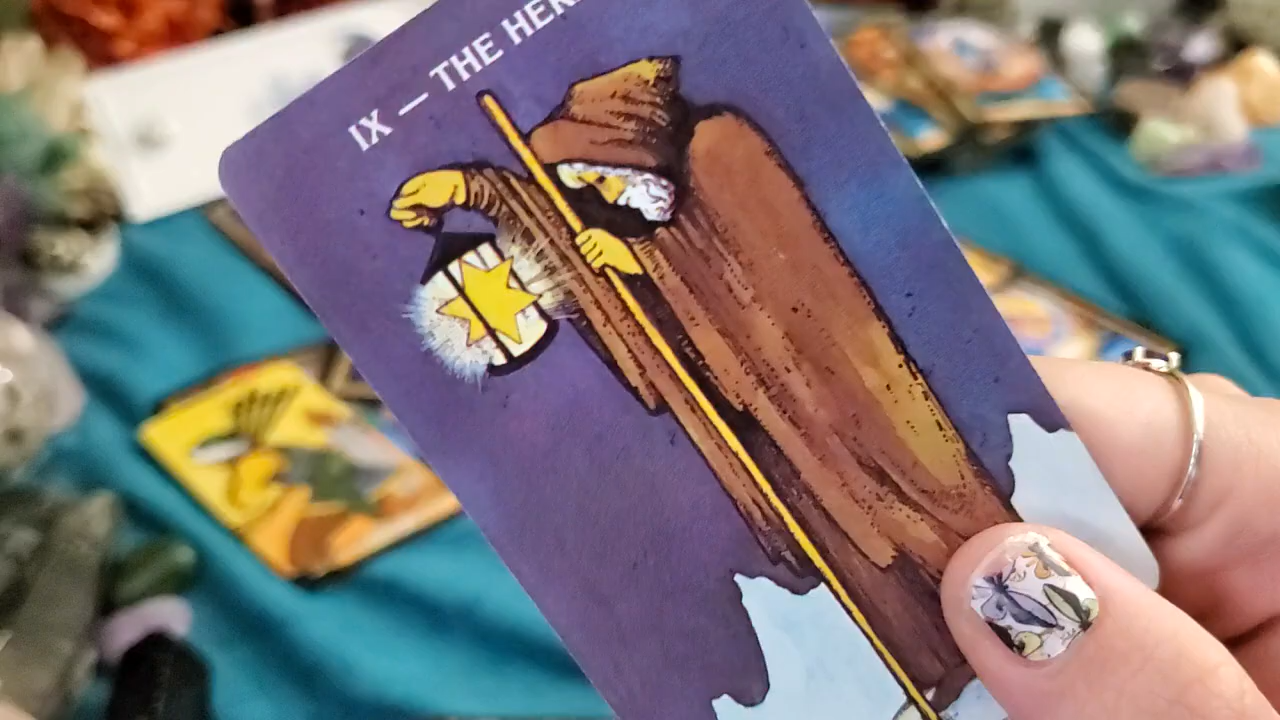 IX — THE HER